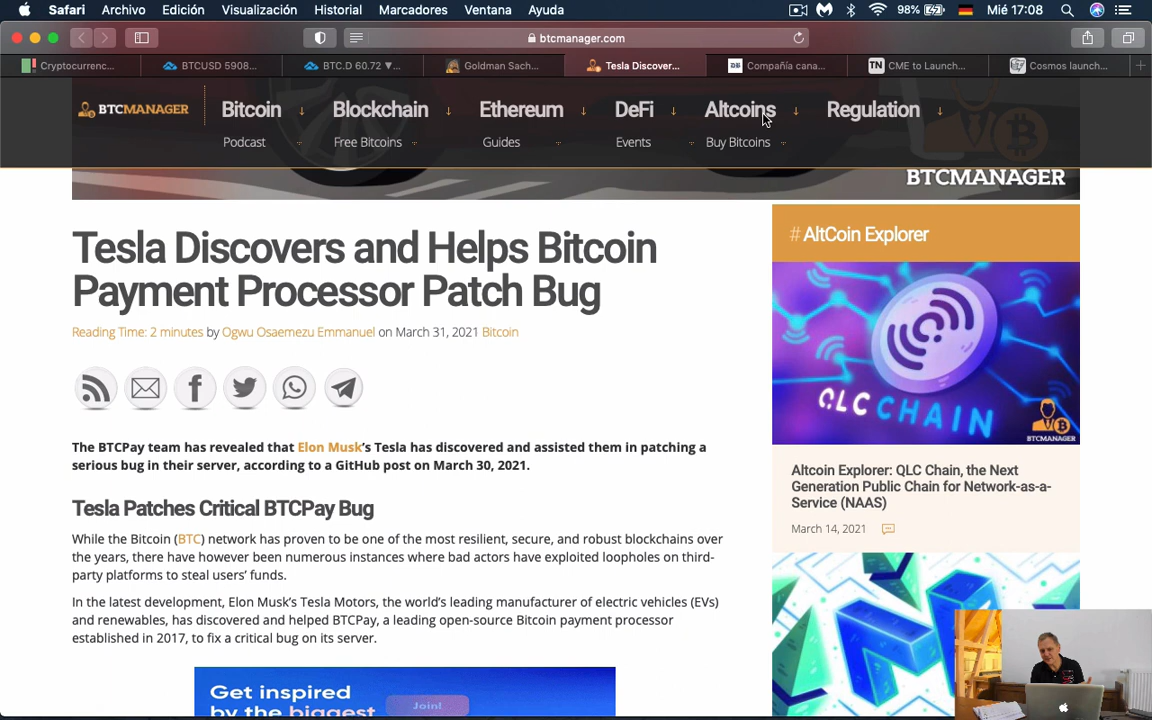 Safari Archivo Edición Visualización Historial Marcadores Ventana Ayuda 98% Mié 17:08
btcmanager.com
Cryptocurrenc... BTCUSD 5908... BTC.D 60.72 ▼... Goldman Sach... Tesla Discover... Compañía cana... TN CME to Launch... Cosmos launch...
BTCMANAGER Bitcoin Blockchain Ethereum DeFi Altcoins Regulation
Podcast Free Bitcoins Guides Events Buy Bitcoins
BTCMANAGER
Tesla Discovers and Helps Bitcoin
Payment Processor Patch Bug
Reading Time: 2 minutes by Ogwu Osaemezu Emmanuel on March 31, 2021 Bitcoin
The BTCPay team has revealed that Elon Musk's Tesla has discovered and assisted them in patching a
serious bug in their server, according to a GitHub post on March 30, 2021.
Tesla Patches Critical BTCPay Bug
While the Bitcoin (BTC) network has proven to be one of the most resilient, secure, and robust blockchains over
the years, there have however been numerous instances where bad actors have exploited loopholes on third-
party platforms to steal users' funds.
In the latest development, Elon Musk's Tesla Motors, the world's leading manufacturer of electric vehicles (EVs)
and renewables, has discovered and helped BTCPay, a leading open-source Bitcoin payment processor
established in 2017, to fix a critical bug on its server.
Get inspired
by the biggest
Join!
# AltCoin Explorer
QLC CHAIN
BTCMANAGER
Altcoin Explorer: QLC Chain, the Next
Generation Public Chain for Network-as-a-
Service (NAAS)
March 14, 2021